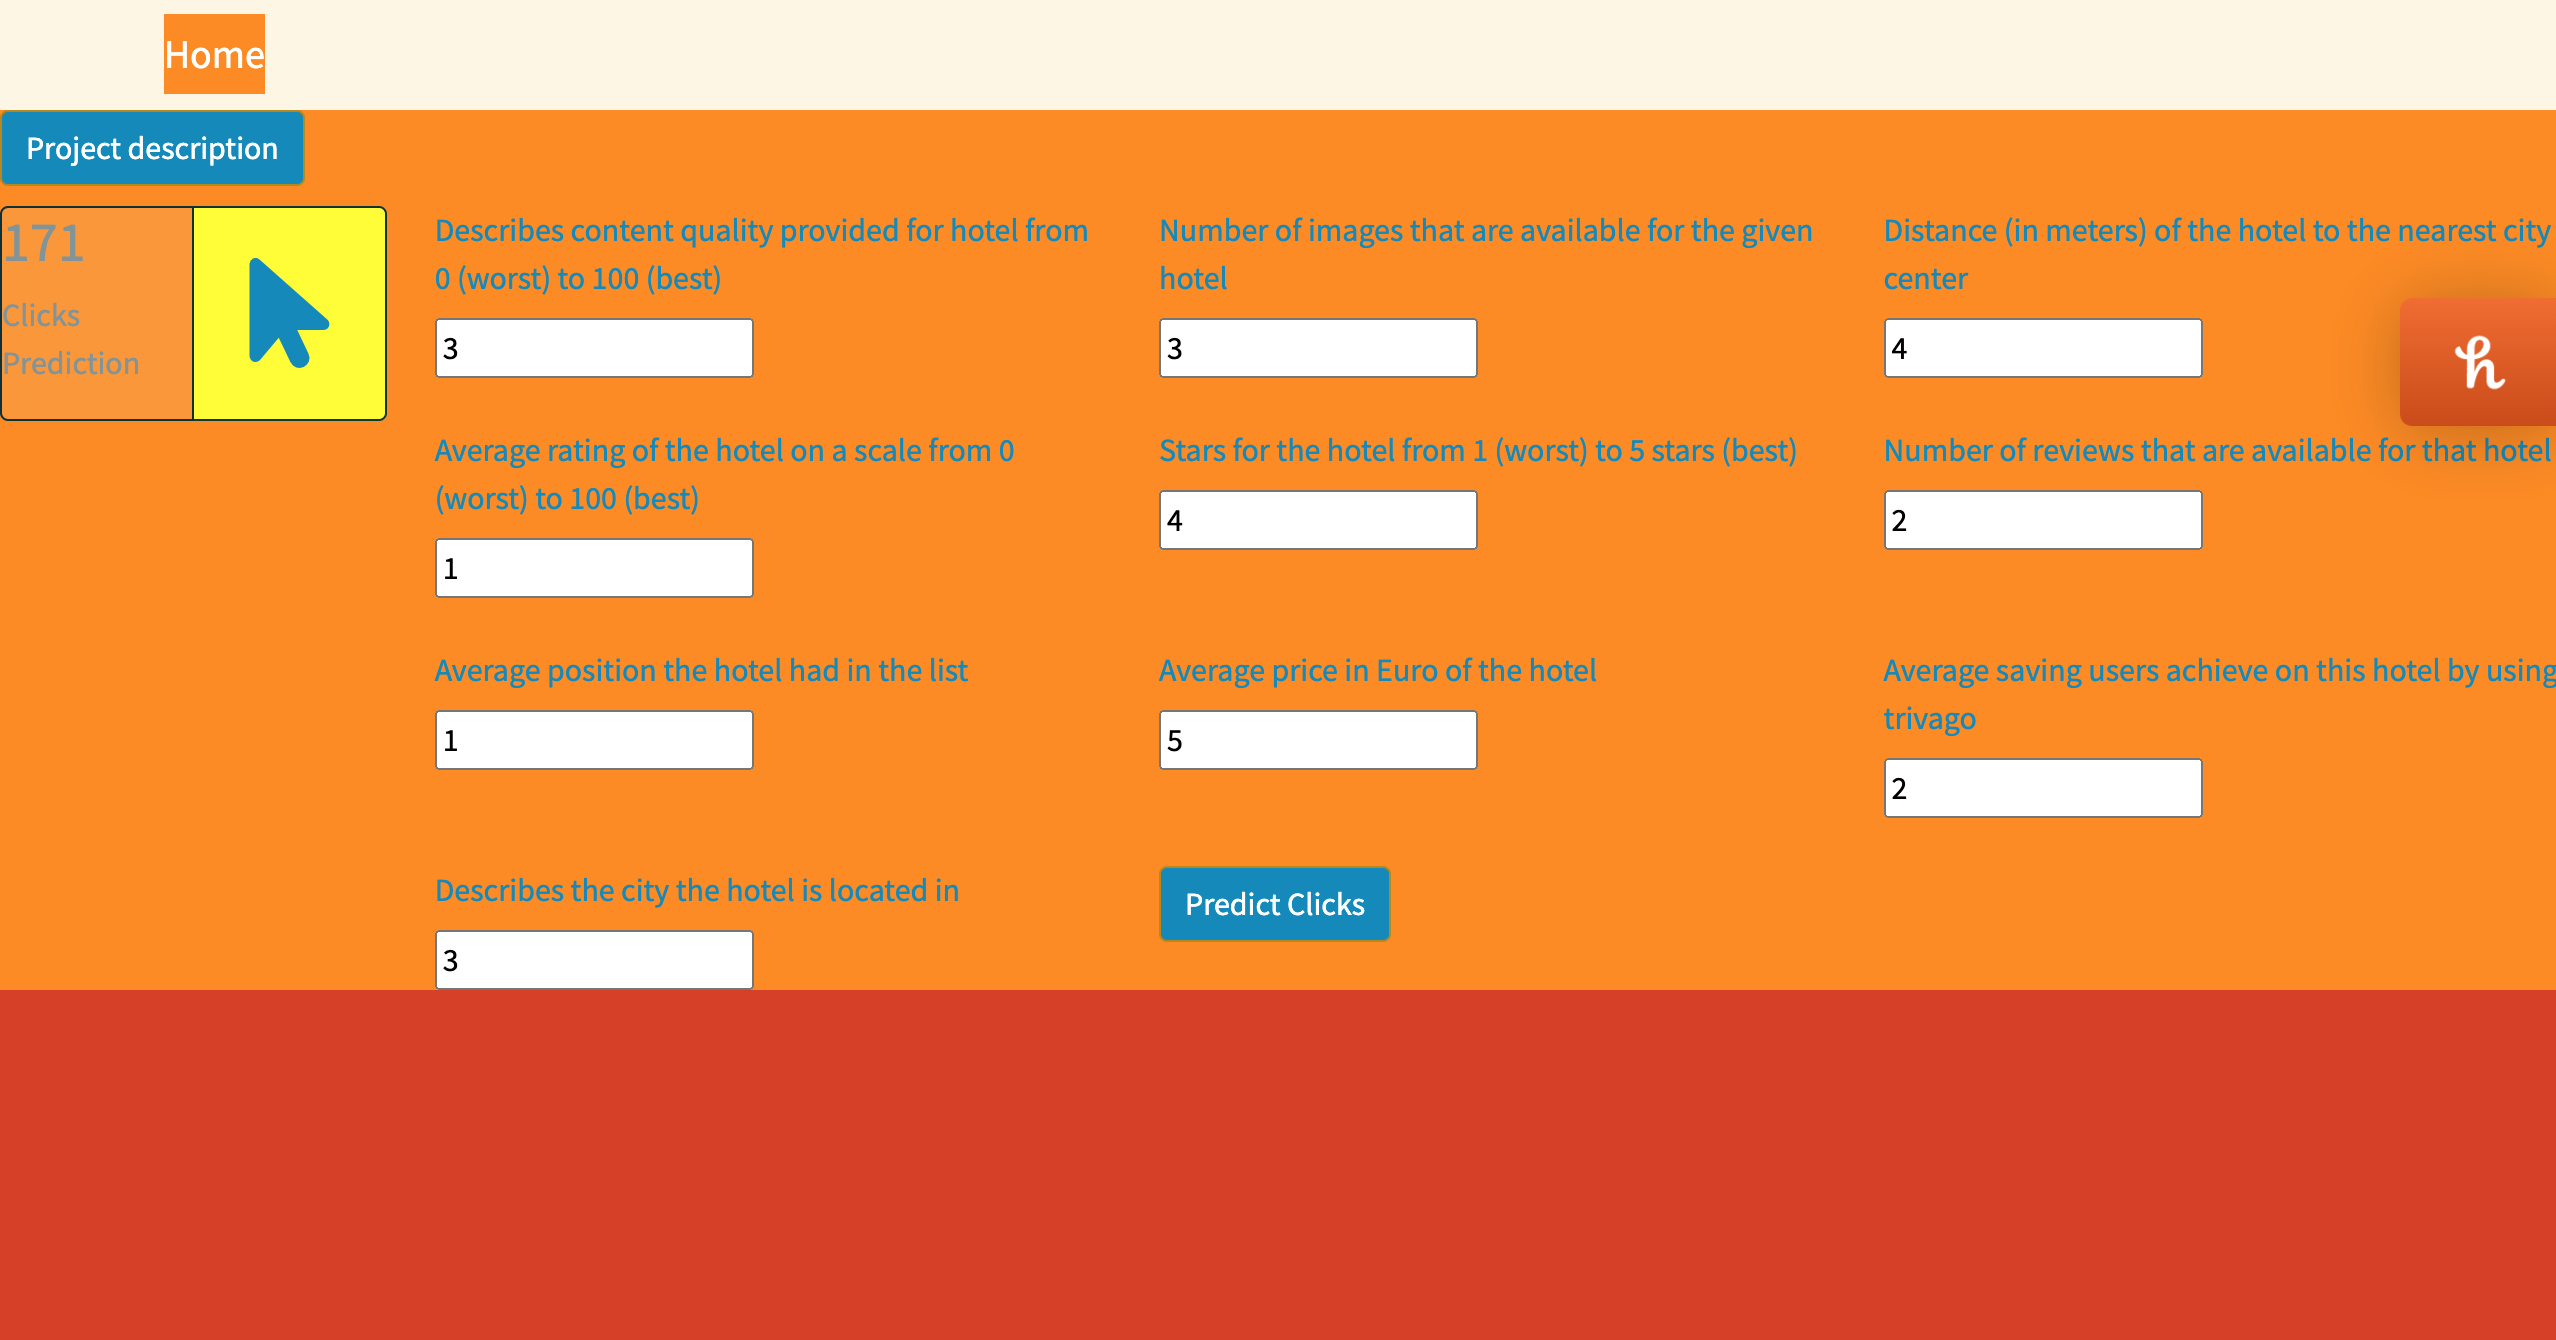 Home
Project description
171
Clicks
Prediction
Describes content quality provided for hotel from
0 (worst) to 100 (best)
3
Number of images that are available for the given
hotel
3
Distance (in meters) of the hotel to the nearest city
center
4
h
Average rating of the hotel on a scale from 0
(worst) to 100 (best)
1
Stars for the hotel from 1 (worst) to 5 stars (best)
4
Number of reviews that are available for that hotel
2
Average position the hotel had in the list
1
Average price in Euro of the hotel
5
Average saving users achieve on this hotel by using
trivago
2
Describes the city the hotel is located in
3
Predict Clicks